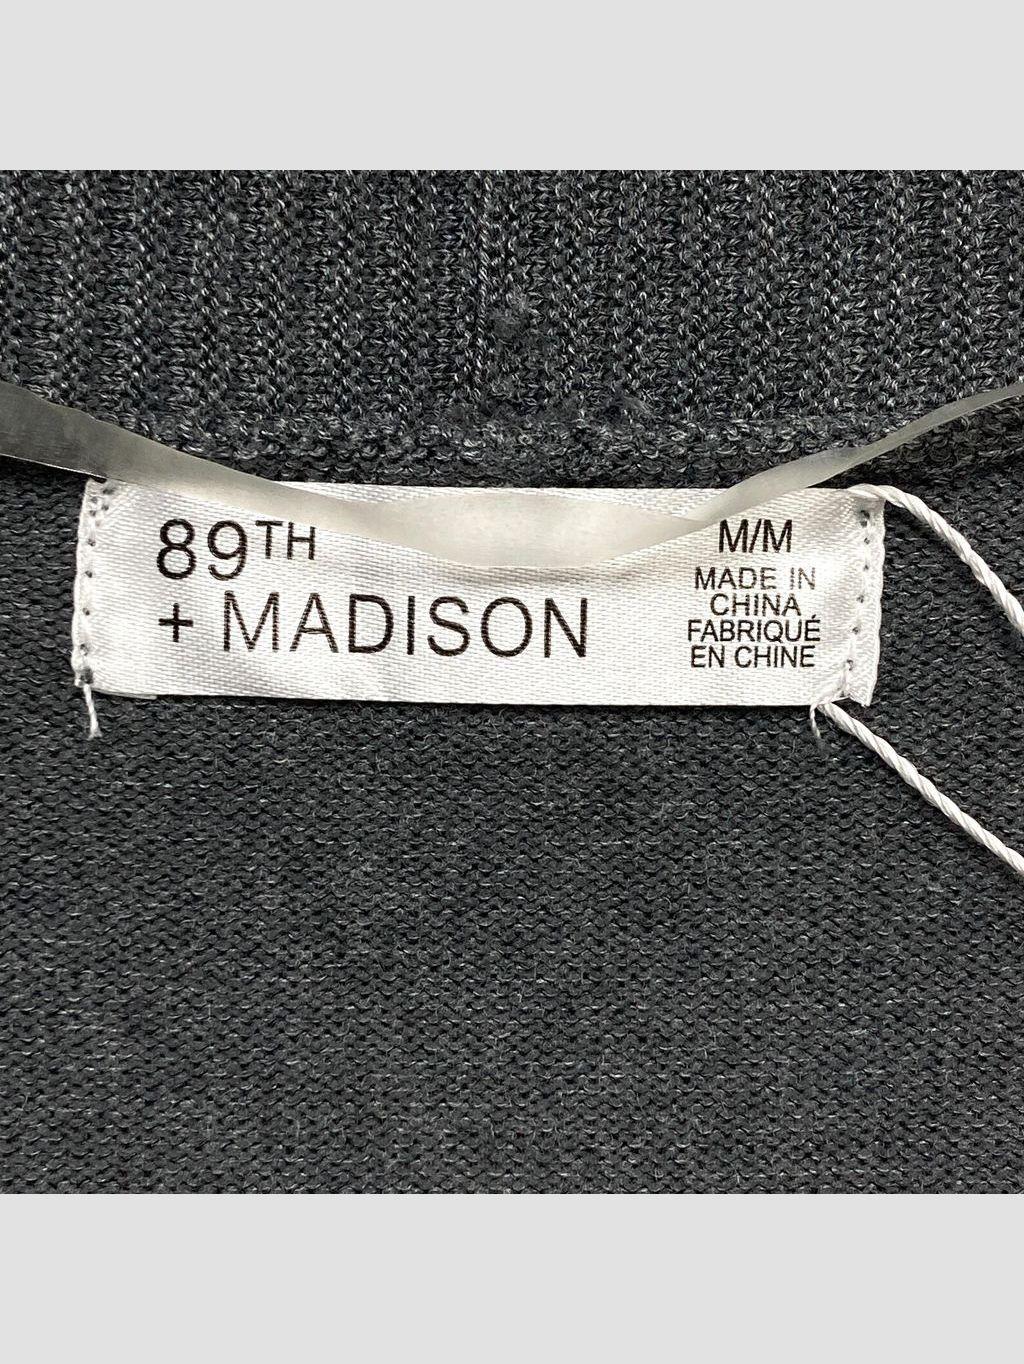 89TH
+ MADISON
M/M
MADE IN
CHINA
FABRIQUÉ
EN CHINE